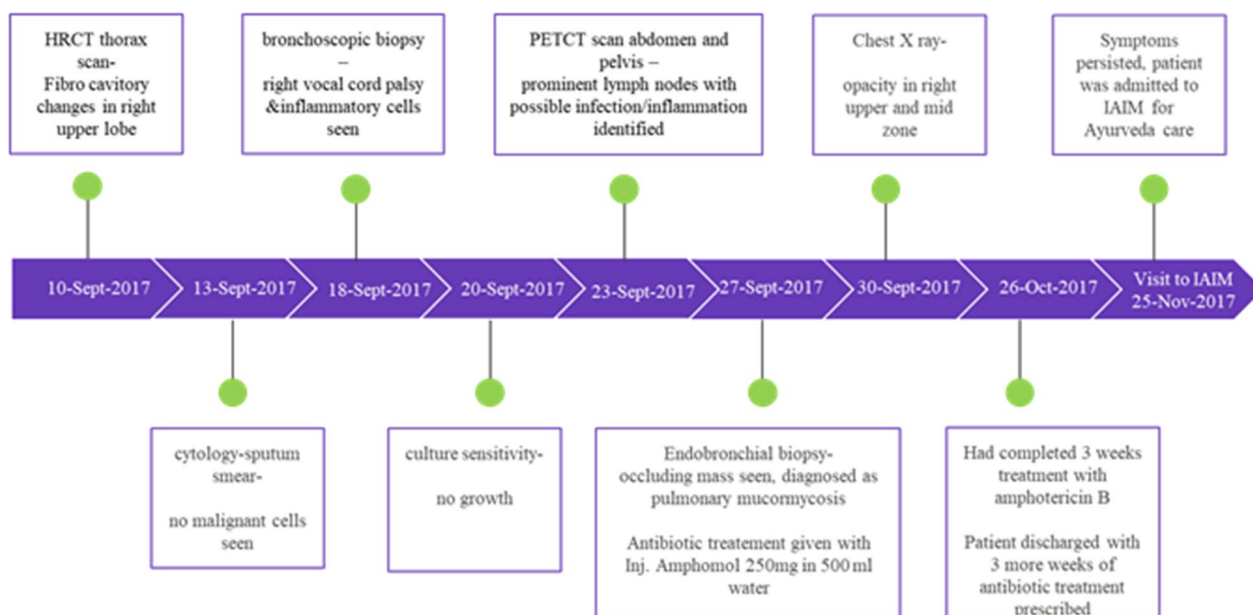 HRCT thorax
scan-
Fibro cavitory
changes in right
upper lobe
bronchoscopic biopsy
–
right vocal cord palsy
&inflammatory cells
seen
PETCT scan abdomen and
pelvis –
prominent lymph nodes with
possible infection/inflammation
identified
Chest X ray-
opacity in right
upper and mid
zone
Symptoms
persisted, patient
was admitted to
IAIM for
Ayurveda care
10-Sept-2017
13-Sept-2017
18-Sept-2017
20-Sept-2017
23-Sept-2017
27-Sept-2017
30-Sept-2017
26-Oct-2017
Visit to IAIM
25-Nov-2017
cytology-sputum
smear-
no malignant cells
seen
culture sensitivity-
no growth
Endobronchial biopsy-
occluding mass seen, diagnosed as
pulmonary mucormycosis
Antibiotic treatement given with
Inj. Amphomol 250mg in 500 ml
water
Had completed 3 weeks
treatment with
amphotericin B
Patient discharged with
3 more weeks of
antibiotic treatment
prescribed